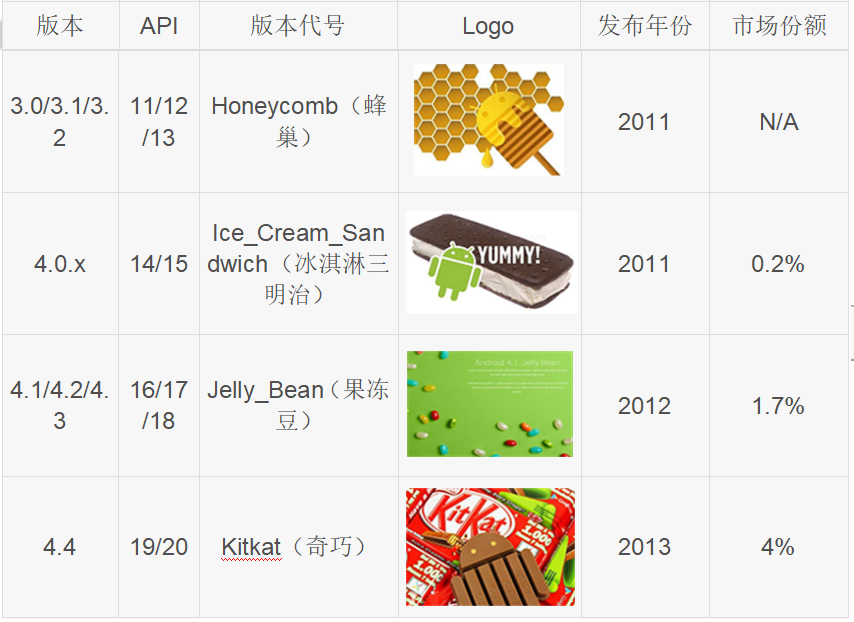 版本 API 版本代号 Logo 发布年份 市场份额
3.0/3.1/3.
2
11/12
/13
Honeycomb（蜂
巢）
2011
N/A
4.0.x
14/15
Ice_Cream_San
dwich（冰淇淋三
明治）
YUMMY!
2011
0.2%
4.1/4.2/4.
3
16/17
/18
Jelly_Bean（果冻
豆）
Android 4.1, Jelly Bean
2012
1.7%
4.4
19/20
Kitkat（奇巧）
KitKat
2013
4%